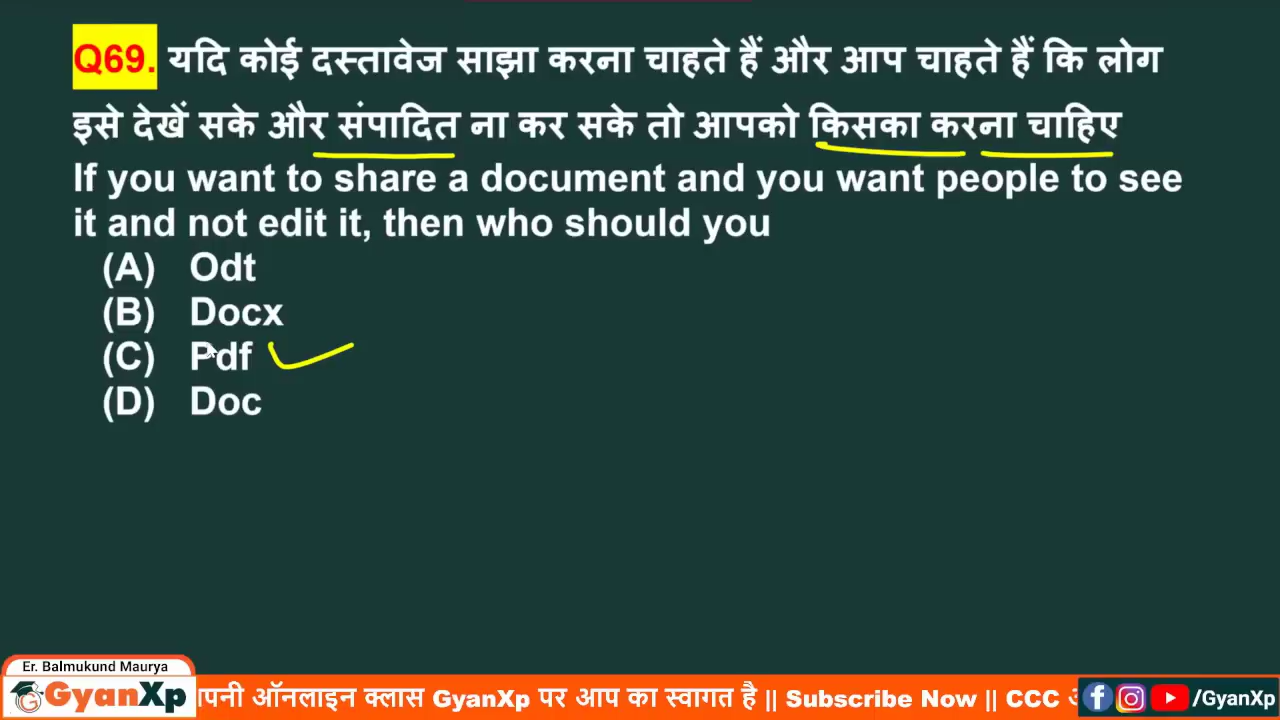 Q69. यदि कोई दस्तावेज साझा करना चाहते हैं और आप चाहते हैं कि लोग
इसे देखें सके और संपादित ना कर सके तो आपको किसका करना चाहिए
If you want to share a document and you want people to see
it and not edit it, then who should you
(A) Odt
(B) Docx
(C) Pdf
(D) Doc
Er. Balmukund Maurya
GyanXp
पनी ऑनलाइन क्लास GyanXp पर आप का स्वागत है || Subscribe Now || CCC
/GyanXp